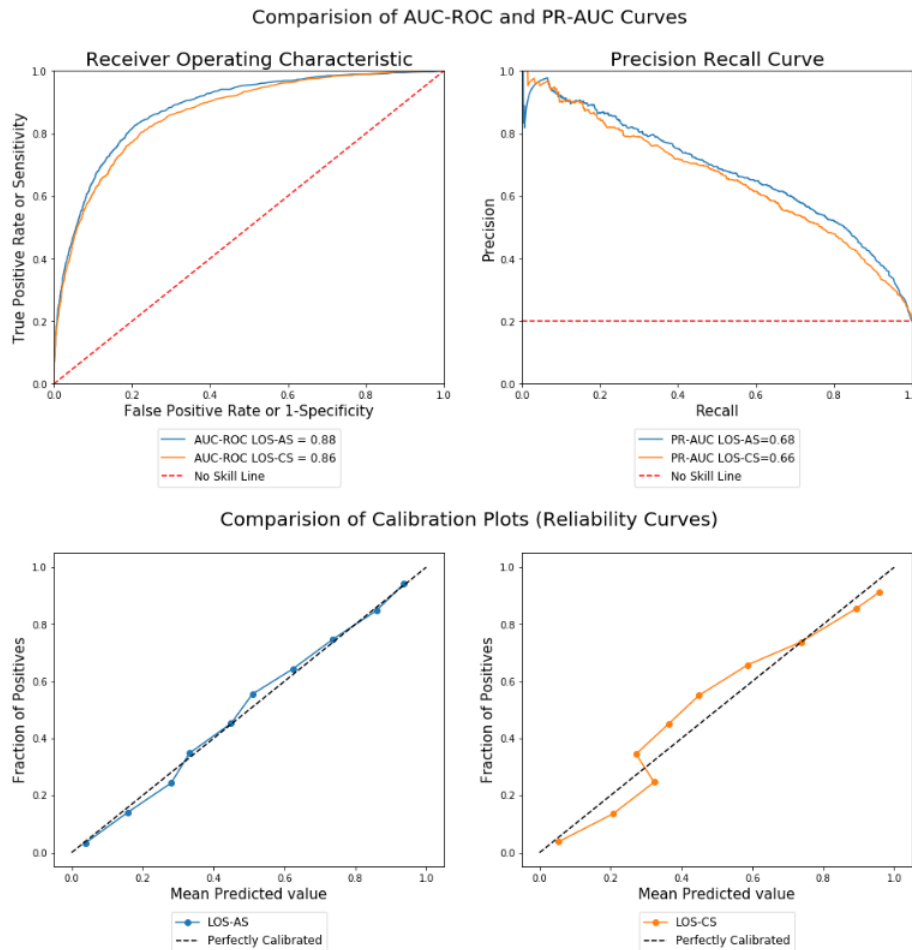 Comparision of AUC-ROC and PR-AUC Curves
Receiver Operating Characteristic
1.0
0.8
0.6
0.4
0.2
0.0
True Positive Rate or Sensitivity
0.0 0.2 0.4 0.6 0.8 1.0
False Positive Rate or 1-Specificity
AUC-ROC LOS-AS = 0.88
AUC-ROC LOS-CS = 0.86
No Skill Line
Precision Recall Curve
1.0
0.8
0.6
0.4
0.2
0.0
Precision
0.0 0.2 0.4 0.6 0.8 1.0
Recall
PR-AUC LOS-AS=0.68
PR-AUC LOS-CS=0.66
No Skill Line
Comparision of Calibration Plots (Reliability Curves)
1.0
0.8
0.6
0.4
0.2
0.0
Fraction of Positives
0.0 0.2 0.4 0.6 0.8 1.0
Mean Predicted value
LOS-AS
Perfectly Calibrated
1.0
0.8
0.6
0.4
0.2
0.0
Fraction of Positives
0.0 0.2 0.4 0.6 0.8 1.0
Mean Predicted value
LOS-CS
Perfectly Calibrated